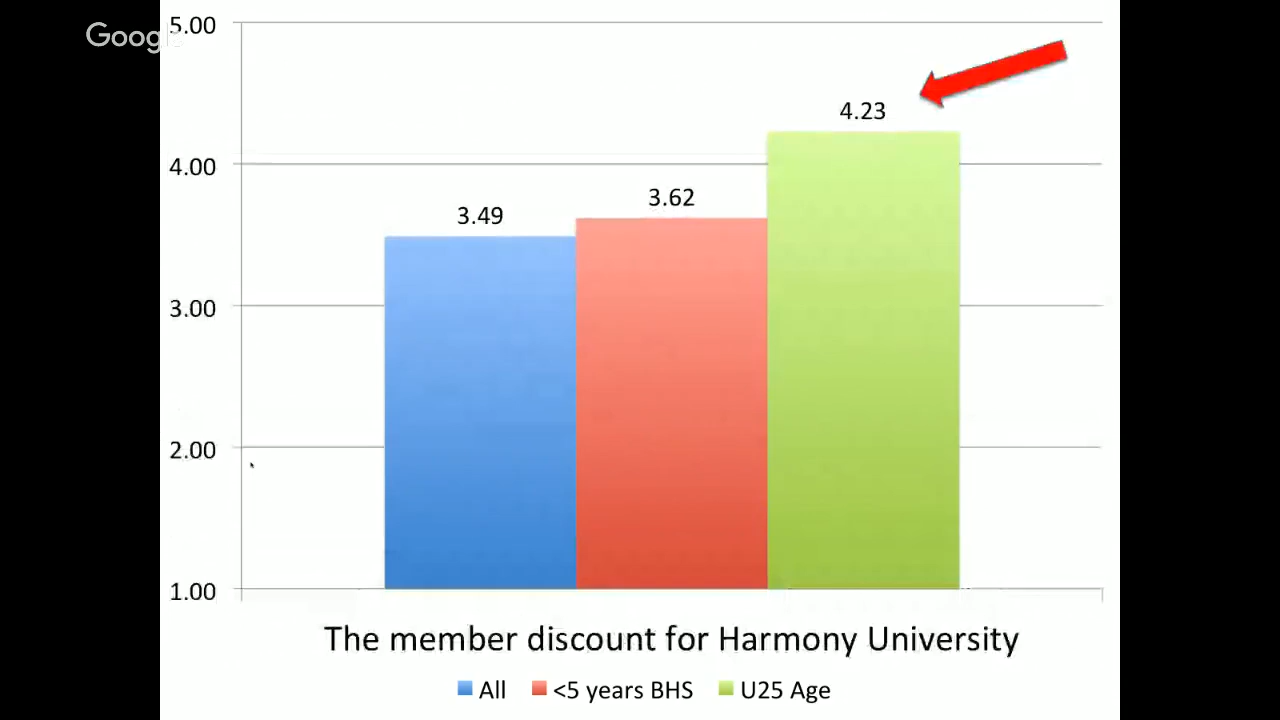 Google
5.00
4.23
4.00
3.62
3.49
3.00
2.00
1.00
The member discount for Harmony University
All <5 years BHS U25 Age